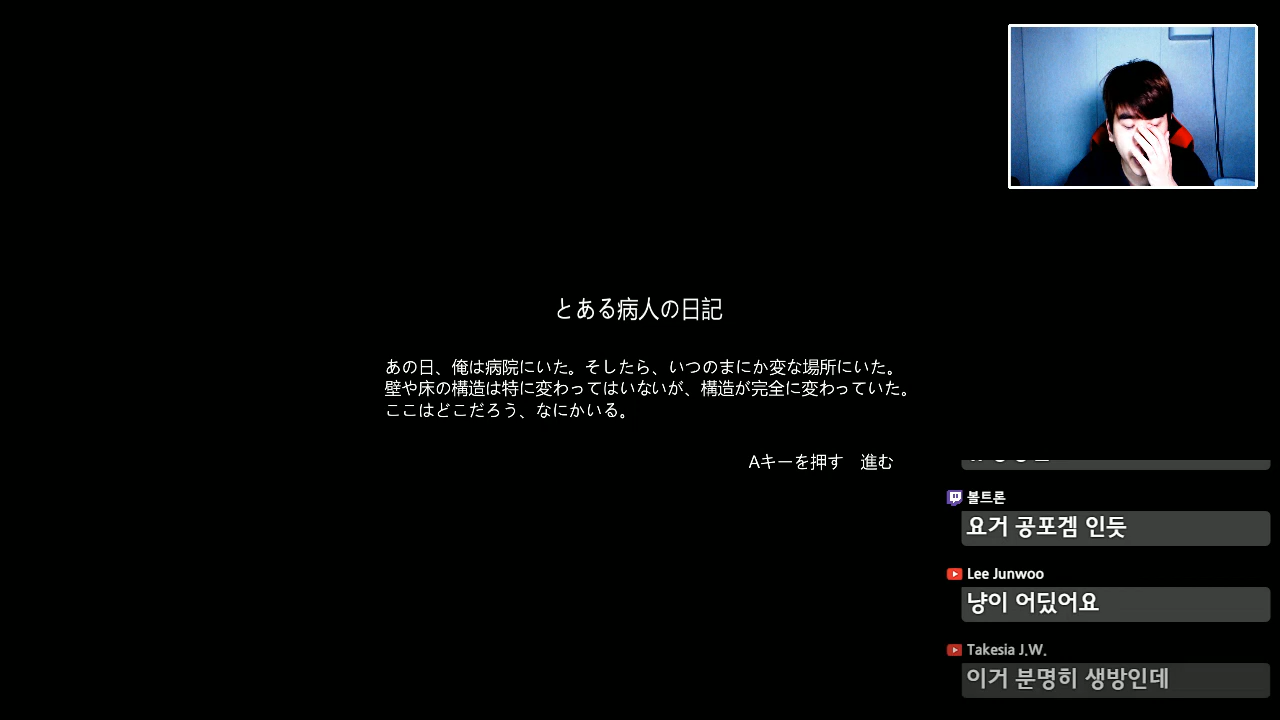 とある病人の日記
あの日、俺は病院にいた。そしたら、いつのまにか変な場所にいた。
壁や床の構造は特に変わってはいないが、構造が完全に変わっていた。
ここはどこだろう、なにかいる。
Aキーを押す　進む
볼트론
요거 공포겜 인듯
Lee Junwoo
냥이 어딨어요
Takesia J.W.
이거 분명히 생방인데